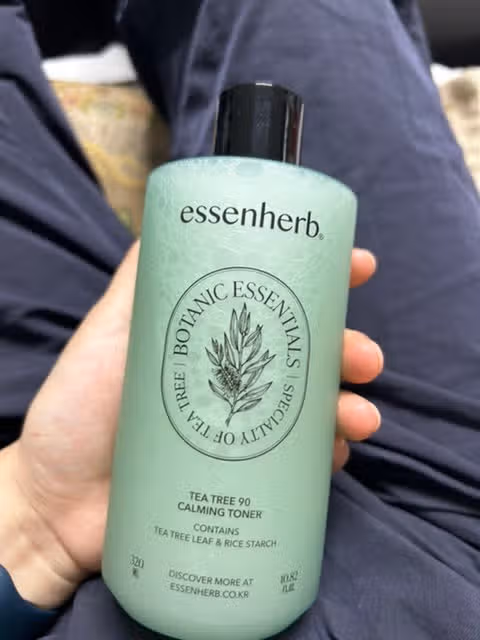 essenherb®
| BOTANIC ESSENTIALS | SPECIALTY OF TEA TREE
TEA TREE 90
CALMING TONER
CONTAINS
TEA TREE LEAF & RICE STARCH
320
Ml
10.82
FL.OZ.
DISCOVER MORE AT
ESSENHERB.CO.KR